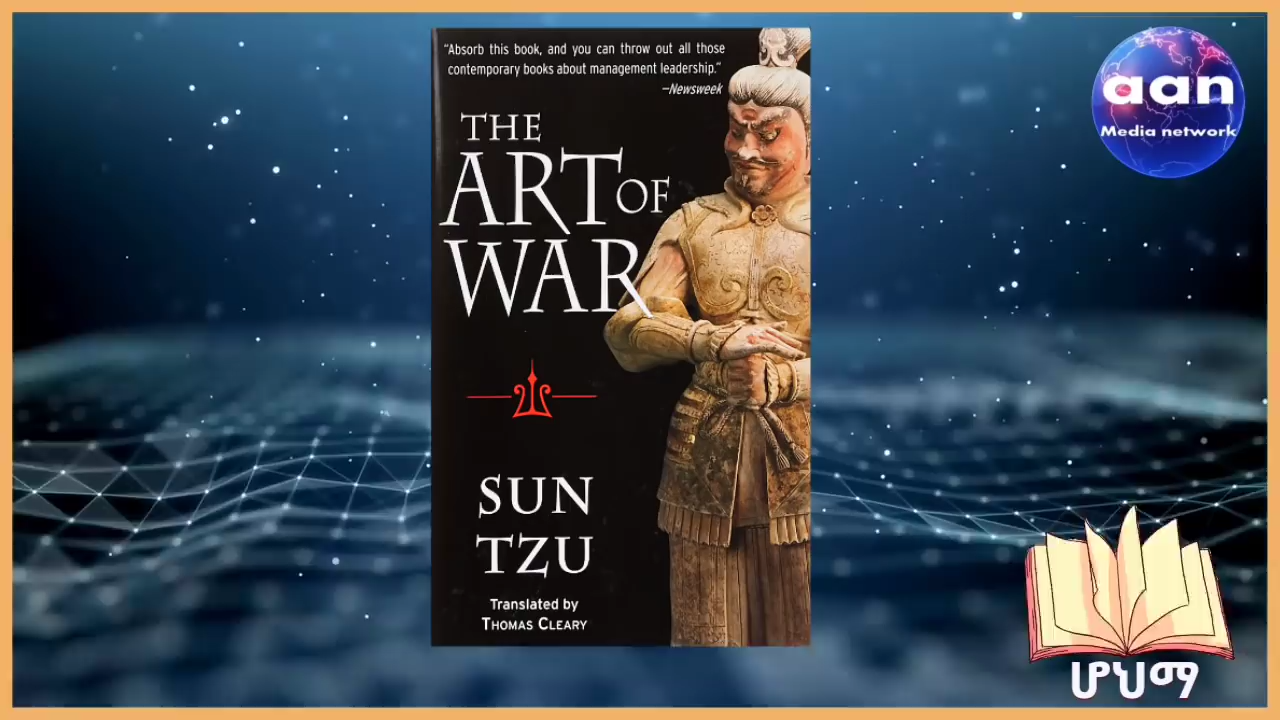 "Absorb this book, and you can throw out all those
contemporary books about management leadership."
—Newsweek
THE
ART OF
WAR
SUN
TZU
Translated by
THOMAS CLEARY
aan
Media network
ሆህማ